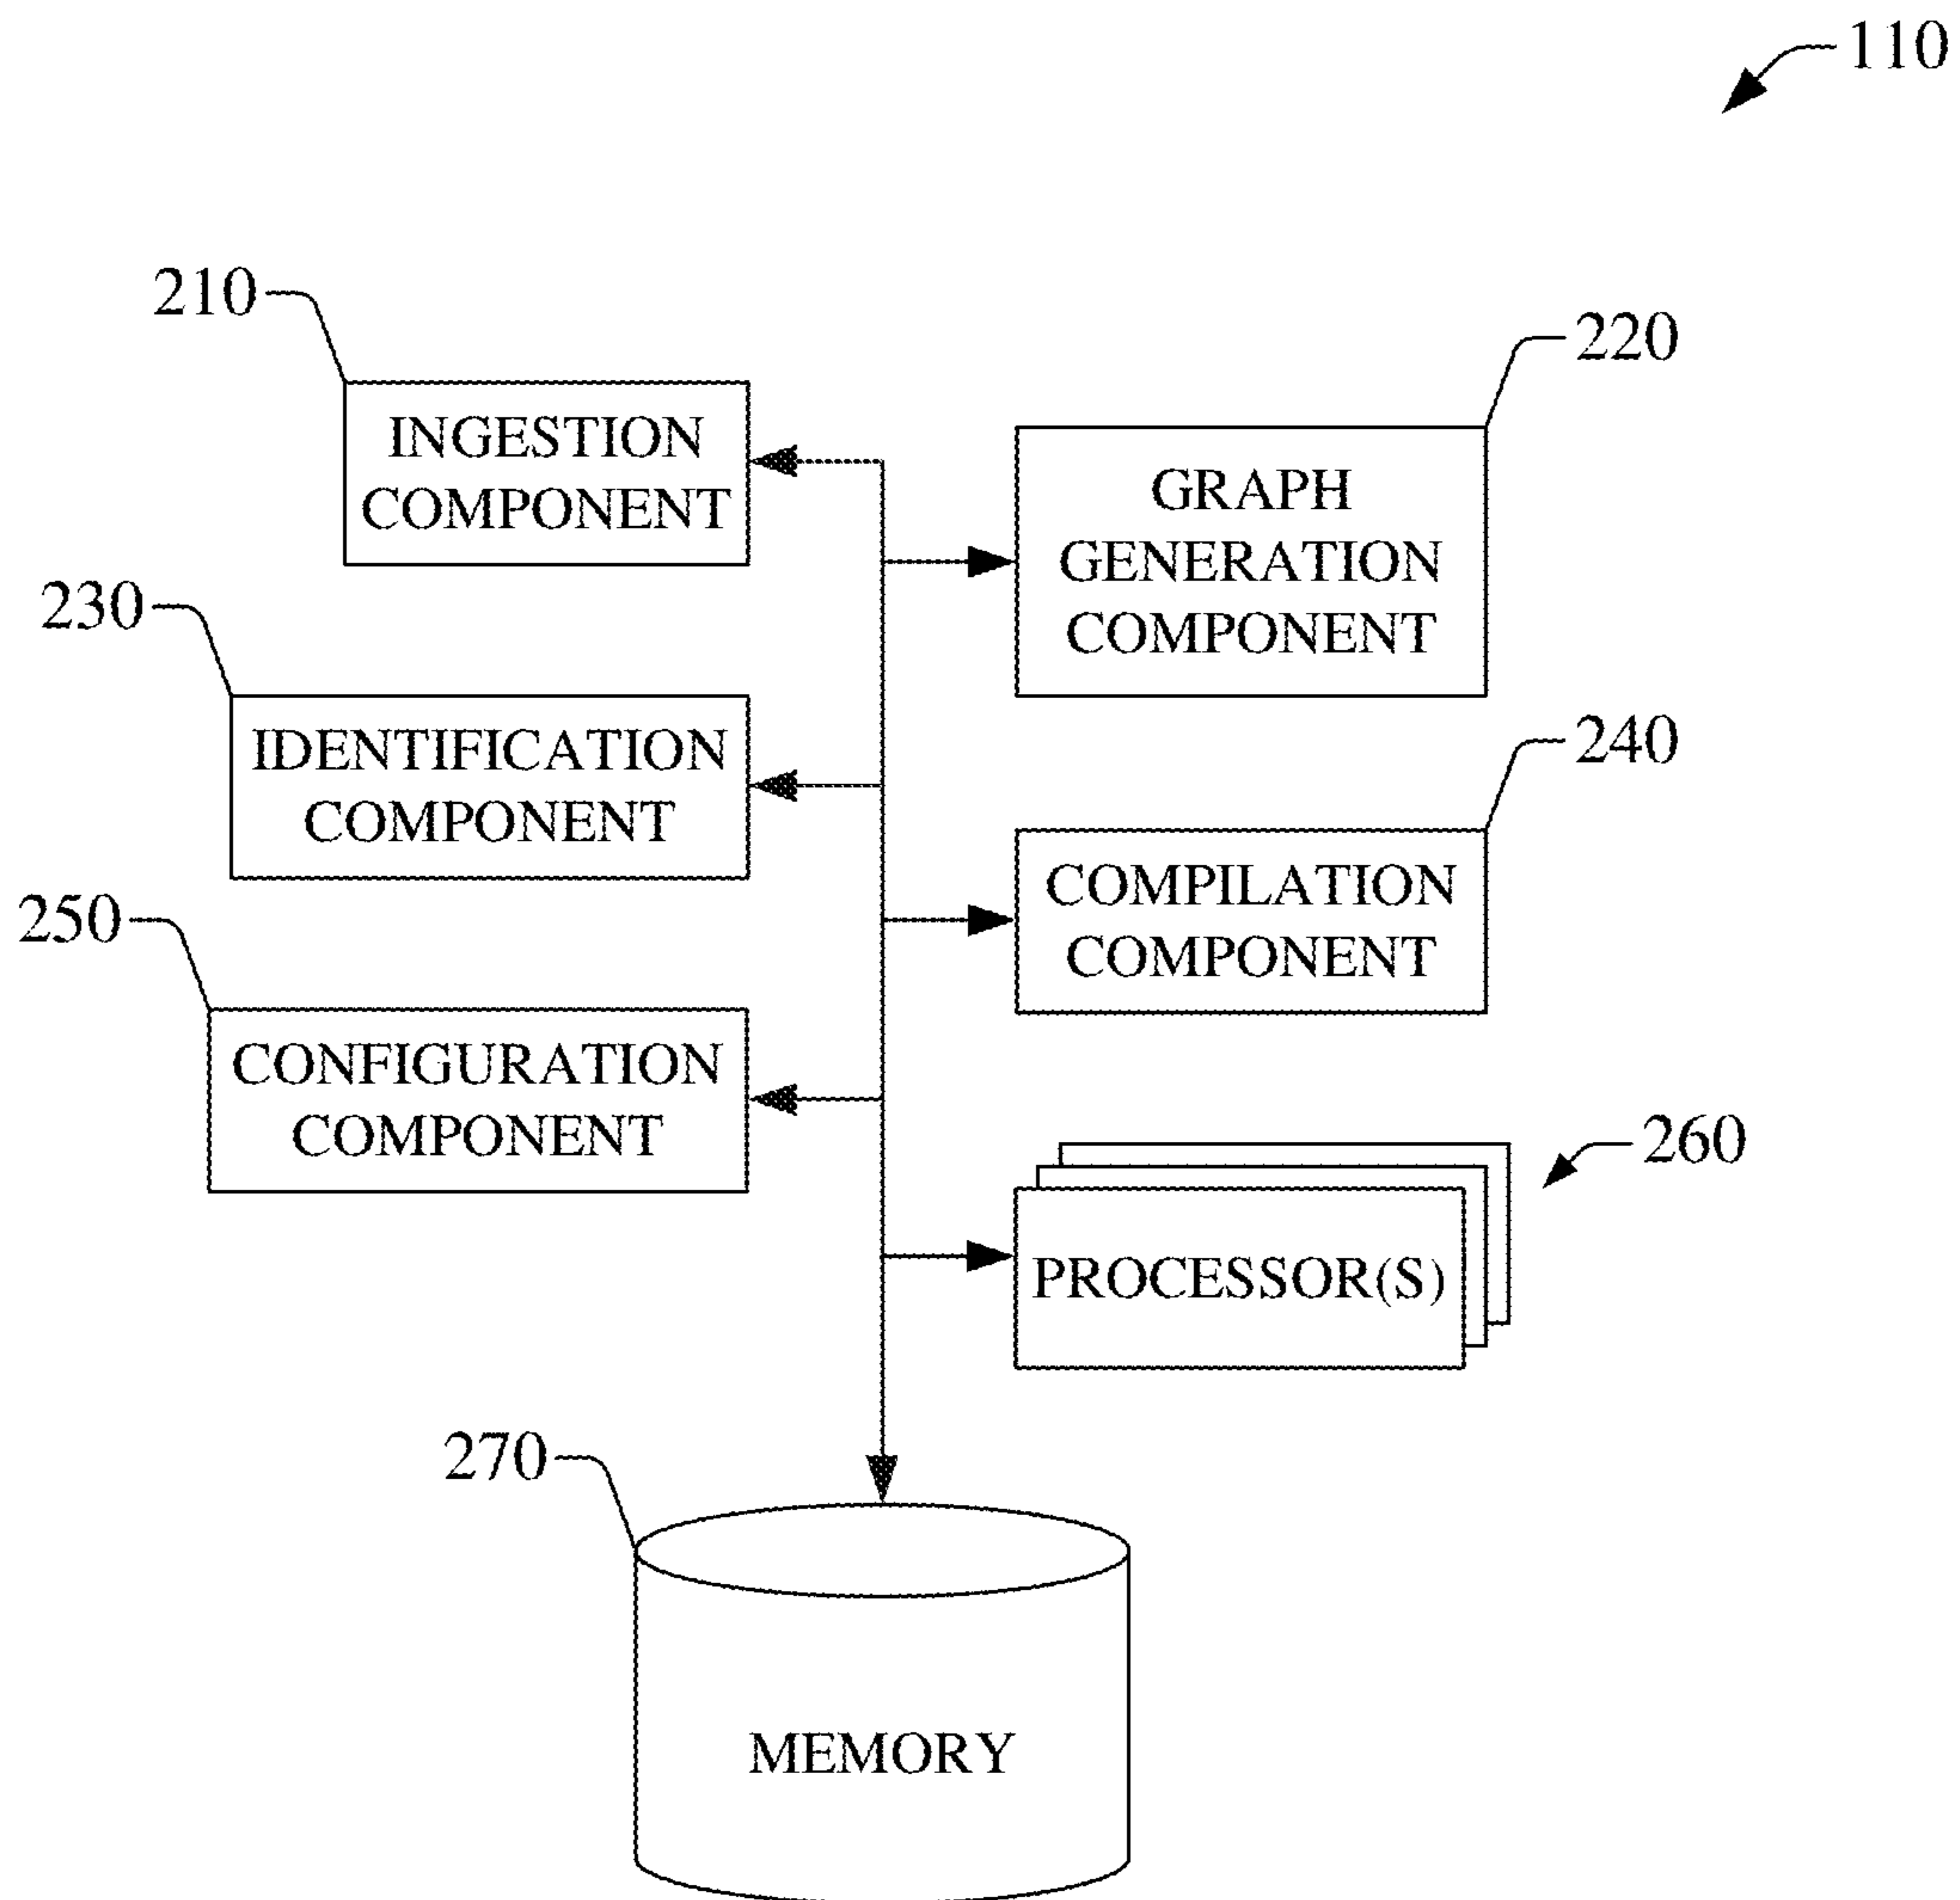 110
210
INGESTION
COMPONENT
220
GRAPH
GENERATION
COMPONENT
230
IDENTIFICATION
COMPONENT
240
COMPILATION
COMPONENT
250
CONFIGURATION
COMPONENT
260
PROCESSOR(S)
270
MEMORY